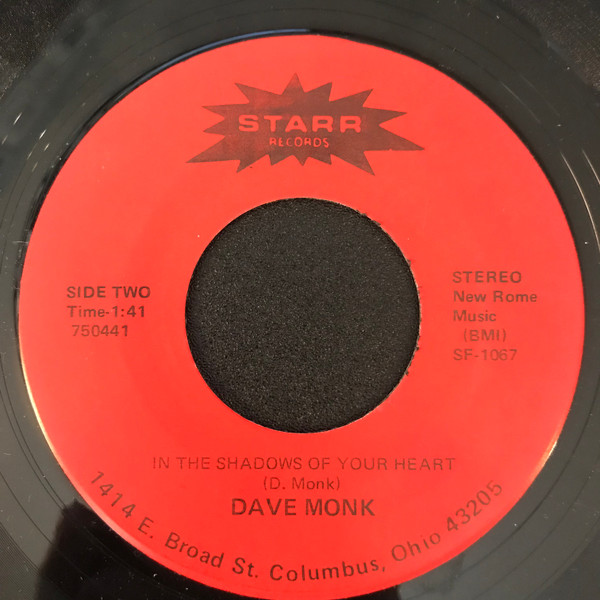 STARR
RECORDS
SIDE TWO
Time-1:41
750441
STEREO
New Rome
Music
(BMI)
SF-1067
IN THE SHADOWS OF YOUR HEART
(D. Monk)
DAVE MONK
1414 E. Broad St. Columbus, Ohio 43205